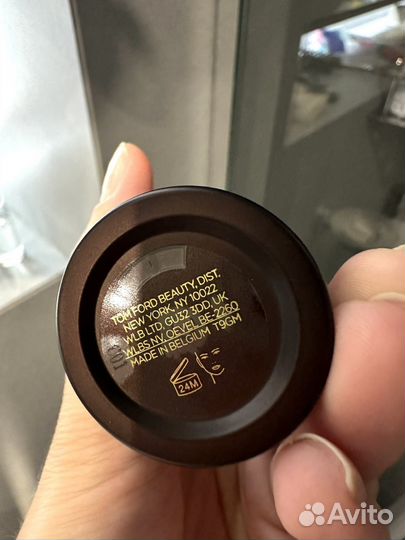 TOM FORD BEAUTY, DIST.
NEW YORK, NY 10022
WLB LTD, GU32 3DD, UK
WLBS, NV, OEVEL, BE-2260
MADE IN BELGIUM T9GM
24M
Avito